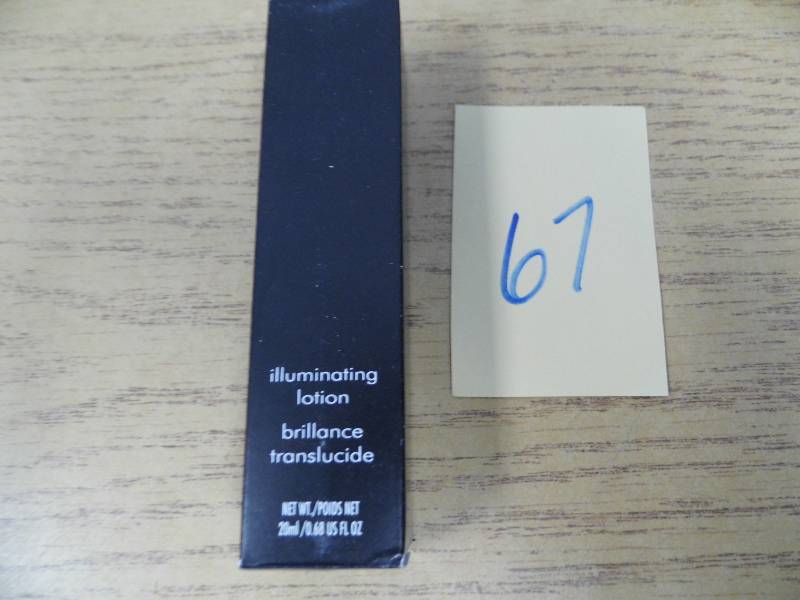 illuminating
lotion
brillance
translucide
NET WT./POIDS NET
20ml/0.68 US FL OZ
67